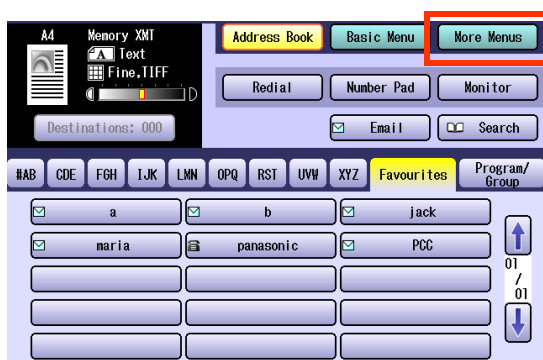 A4 Memory XMT
A Text
Fine,TIFF
D
Destinations: 000
Address Book Basic Menu More Menus
Redial Number Pad Monitor
Email Search
#AB CDE FGH IJK LMN OPQ RST UVW XYZ Favourites Program/
Group
a b jack
maria panasonic PCC
01
/
01